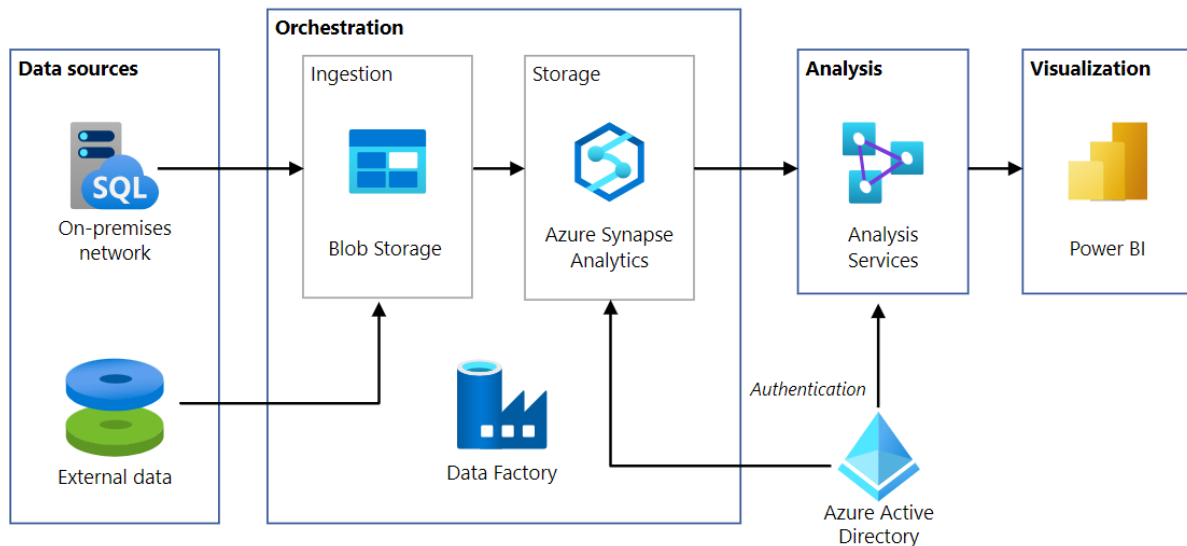 Orchestration
Data sources
Ingestion
Storage
Analysis
Visualization
SQL
On-premises
network
Blob Storage
Azure Synapse
Analytics
Analysis
Services
Power BI
External data
Data Factory
Authentication
Azure Active
Directory